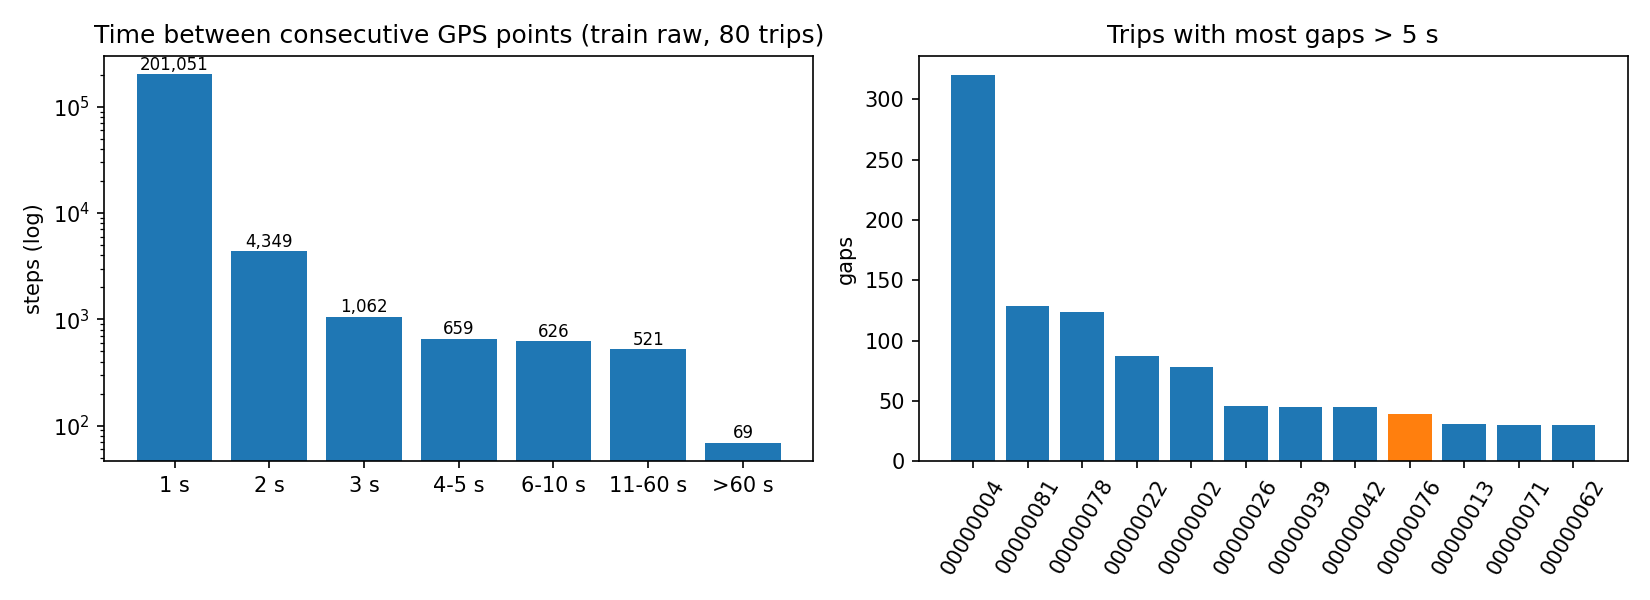 Time between consecutive GPS points (train raw, 80 trips)
steps (log)
10^5
10^4
10^3
10^2
201,051
4,349
1,062
659
626
521
69
1 s
2 s
3 s
4-5 s
6-10 s
11-60 s
>60 s
Trips with most gaps > 5 s
gaps
300
250
200
150
100
50
0
00000004
00000081
00000078
00000022
00000002
00000026
00000039
00000042
00000076
00000013
00000071
00000062